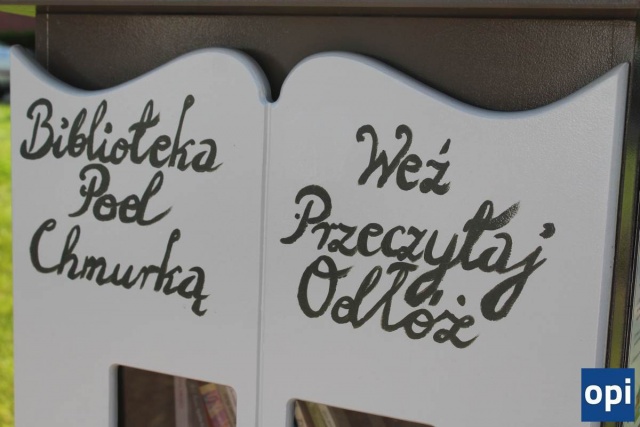 Biblioteka
Pod
Chmurką
Weź
Przeczytaj
Odłóż
opi